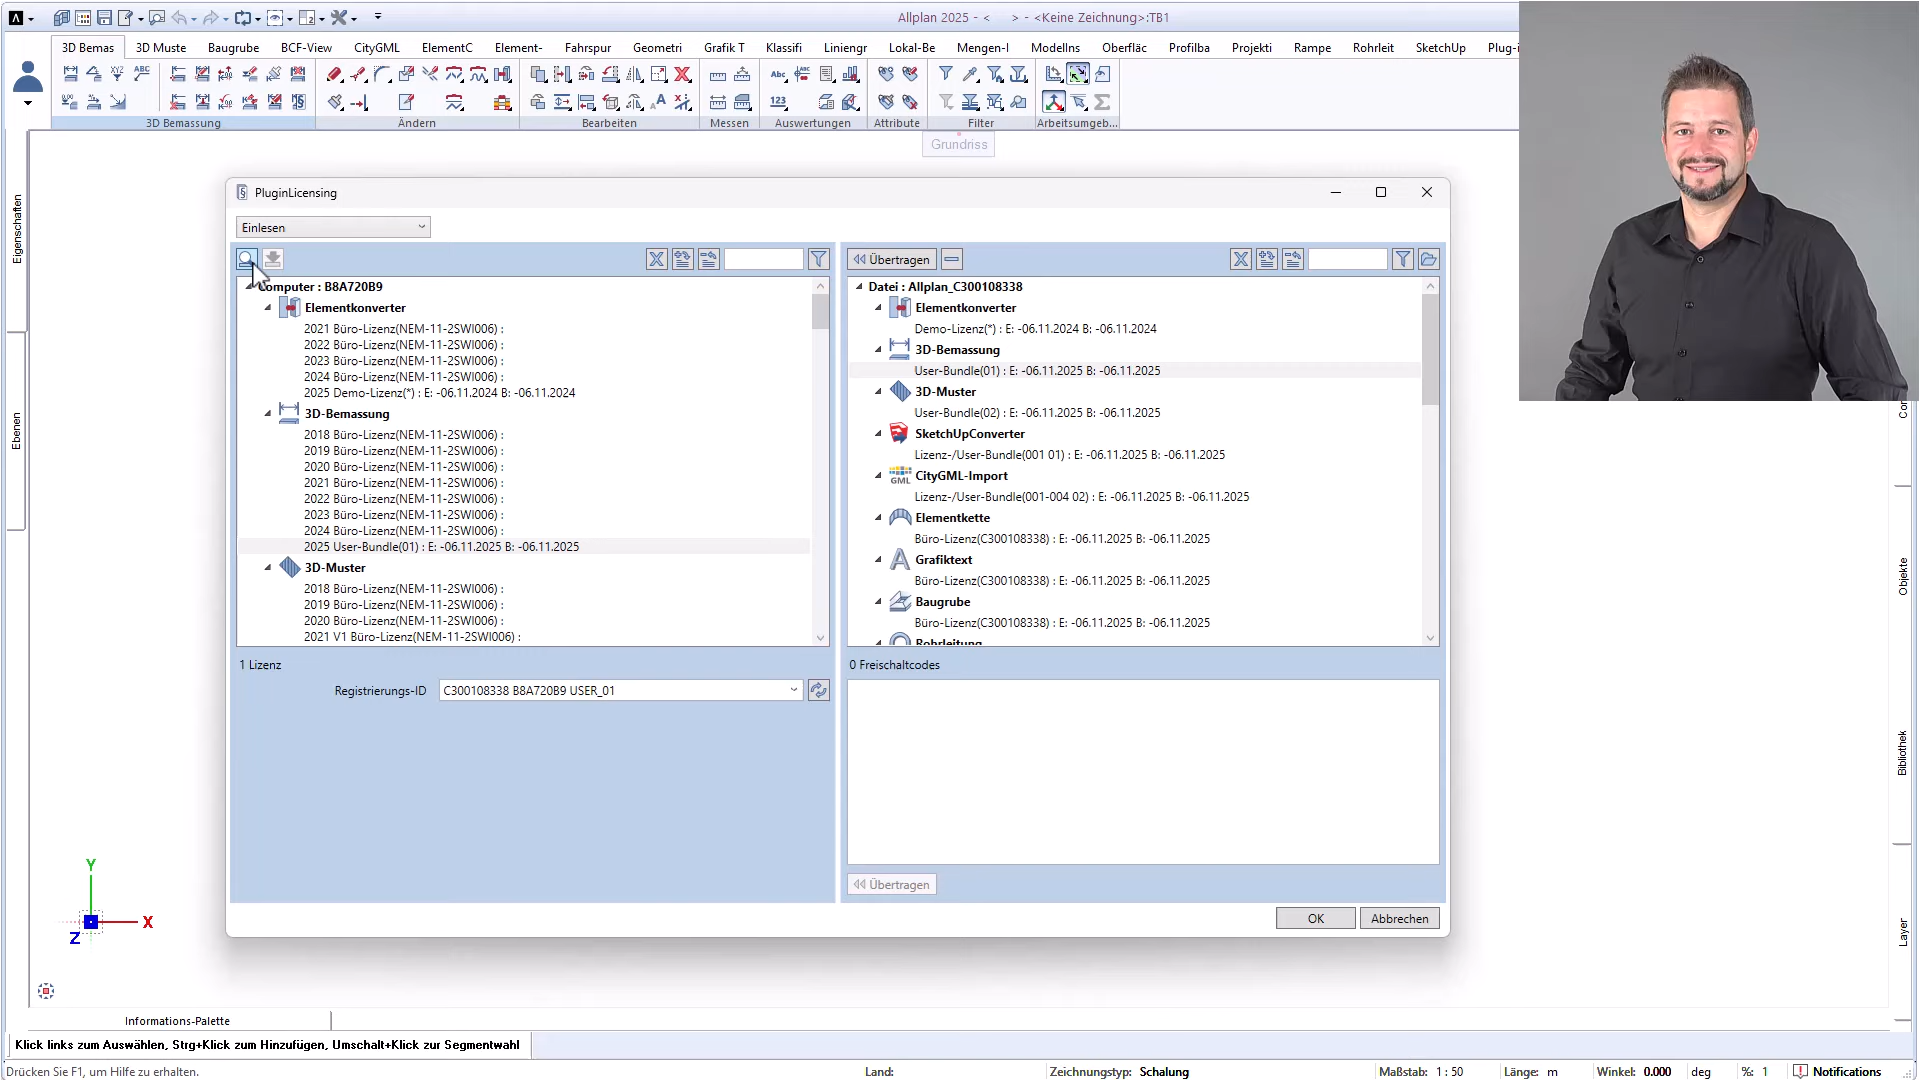 Allplan 2025 - <      > - <Keine Zeichnung>:TB1
3D Bemas
3D Muste
Baugrube
BCF-View
CityGML
ElementC
Element-
Fahrspur
Geometri
Grafik T
Klassifi
Liniengr
Lokal-Be
Mengen-I
ModelIns
Oberfläc
Profilba
Projekti
Rampe
Rohrleit
SketchUp
Plug-i
3D Bemassung
Ändern
Bearbeiten
Messen
Auswertungen
Attribute
Filter
Arbeitsumgeb...
Grundriss
Eigenschaften
Ebenen
PluginLicensing
Einlesen
Computer : B8A720B9
Elementkonverter
2021 Büro-Lizenz(NEM-11-2SWI006) :
2022 Büro-Lizenz(NEM-11-2SWI006) :
2023 Büro-Lizenz(NEM-11-2SWI006) :
2024 Büro-Lizenz(NEM-11-2SWI006) :
2025 Demo-Lizenz(*) : E: -06.11.2024 B: -06.11.2024
3D-Bemassung
2018 Büro-Lizenz(NEM-11-2SWI006) :
2019 Büro-Lizenz(NEM-11-2SWI006) :
2020 Büro-Lizenz(NEM-11-2SWI006) :
2021 Büro-Lizenz(NEM-11-2SWI006) :
2022 Büro-Lizenz(NEM-11-2SWI006) :
2023 Büro-Lizenz(NEM-11-2SWI006) :
2024 Büro-Lizenz(NEM-11-2SWI006) :
2025 User-Bundle(01) : E: -06.11.2025 B: -06.11.2025
3D-Muster
2018 Büro-Lizenz(NEM-11-2SWI006) :
2019 Büro-Lizenz(NEM-11-2SWI006) :
2020 Büro-Lizenz(NEM-11-2SWI006) :
2021 V1 Büro-Lizenz(NEM-11-2SWI006) :
1 Lizenz
Registrierungs-ID
C300108338 B8A720B9 USER_01
Übertragen
Datei : Allplan_C300108338
Elementkonverter
Demo-Lizenz(*) : E: -06.11.2024 B: -06.11.2024
3D-Bemassung
User-Bundle(01) : E: -06.11.2025 B: -06.11.2025
3D-Muster
User-Bundle(02) : E: -06.11.2025 B: -06.11.2025
SketchUpConverter
Lizenz-/User-Bundle(001 01) : E: -06.11.2025 B: -06.11.2025
CityGML-Import
Lizenz-/User-Bundle(001-004 02) : E: -06.11.2025 B: -06.11.2025
Elementkette
Büro-Lizenz(C300108338) : E: -06.11.2025 B: -06.11.2025
Grafiktext
Büro-Lizenz(C300108338) : E: -06.11.2025 B: -06.11.2025
Baugrube
Büro-Lizenz(C300108338) : E: -06.11.2025 B: -06.11.2025
Rohrleitung
0 Freischaltcodes
Übertragen
OK
Abbrechen
Objekte
Bibliothek
Layer
Y
X
Z
Informations-Palette
Klick links zum Auswählen, Strg+Klick zum Hinzufügen, Umschalt+Klick zur Segmentwahl
Drücken Sie F1, um Hilfe zu erhalten.
Land:
Zeichnungstyp: Schalung
Maßstab: 1 : 50
Länge: m
Winkel: 0.000
deg
%: 1
Notifications